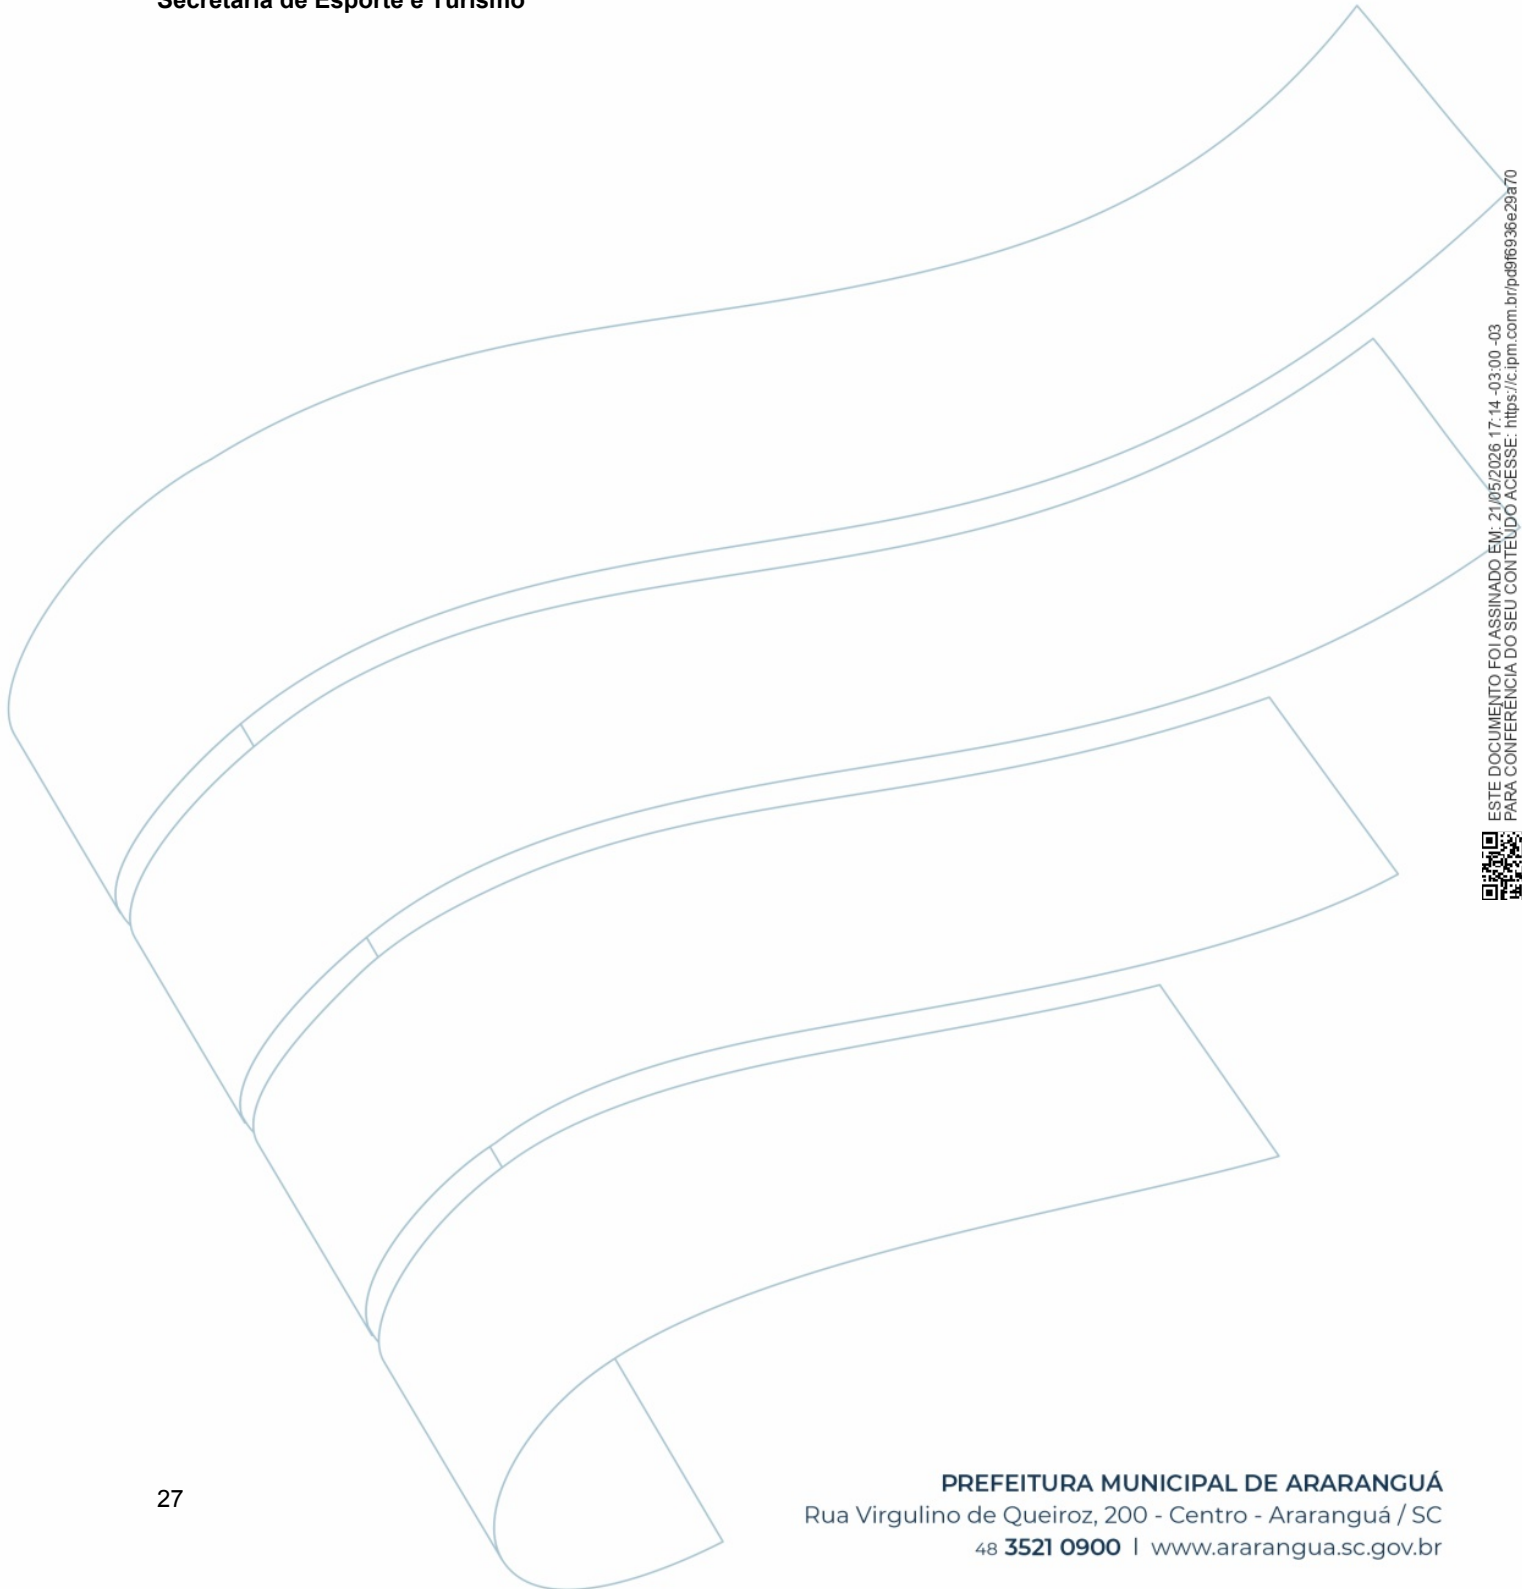 Secretaria de Esporte e Turismo
ESTE DOCUMENTO FOI ASSINADO EM: 21/05/2026 17:14 -03:00 -03
PARA CONFERÊNCIA DO SEU CONTEÚDO ACESSE: https://c.ipm.com.br/pd9f6936e29a70
27
PREFEITURA MUNICIPAL DE ARARANGUÁ
Rua Virgulino de Queiroz, 200 - Centro - Araranguá / SC
48 3521 0900 | www.ararangua.sc.gov.br